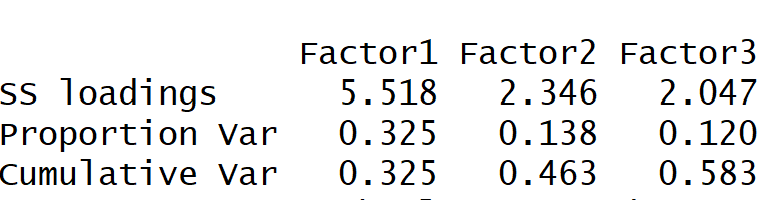 Factor1 Factor2 Factor3
SS loadings 5.518 2.346 2.047
Proportion Var 0.325 0.138 0.120
Cumulative Var 0.325 0.463 0.583